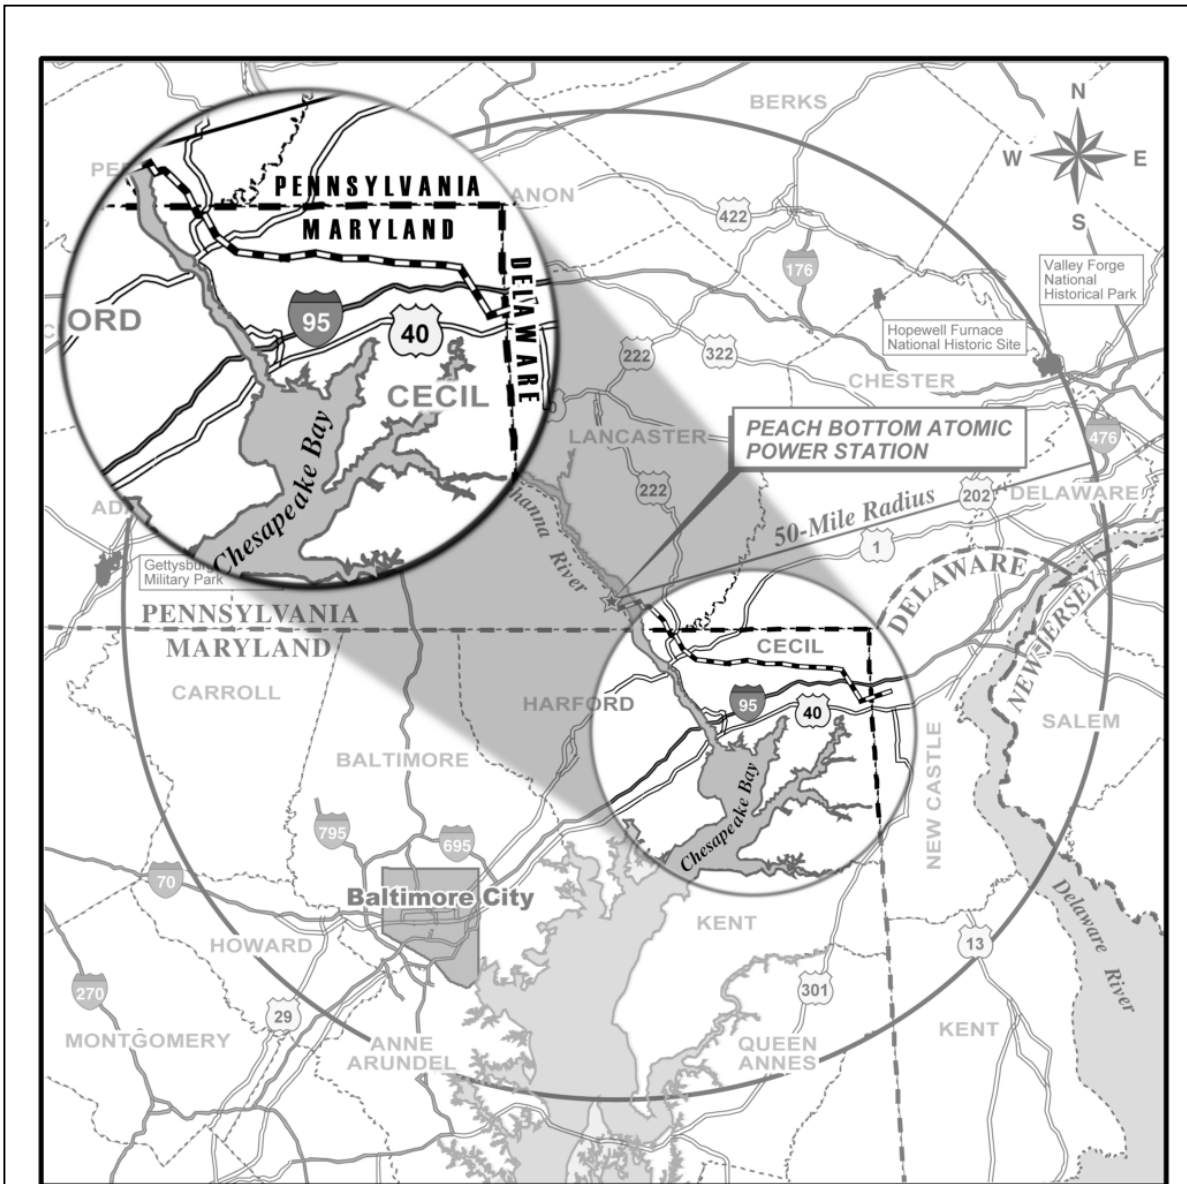 BERKS
N
W
E
S
PE
PENNSYLVANIA
MARYLAND
DELAWARE
ANON
422
176
Valley Forge
National
Historical Park
Hopewell Furnace
National Historic Site
ORD
95
40
CECIL
Chesapeake Bay
222
322
CHESTER
PEACH BOTTOM ATOMIC
POWER STATION
LANCASTER
476
222
50-Mile Radius
202
DELAWARE
1
AD
hanna River
Gettysb
Military Park
PENNSYLVANIA
MARYLAND
DELAWARE
NEW JERSEY
CECIL
CARROLL
HARFORD
95
40
SALEM
BALTIMORE
Chesapeake Bay
NEW CASTLE
795
695
70
Baltimore City
Delaware River
HOWARD
KENT
13
270
29
301
MONTGOMERY
ANNE
ARUNDEL
QUEEN
ANNES
KENT